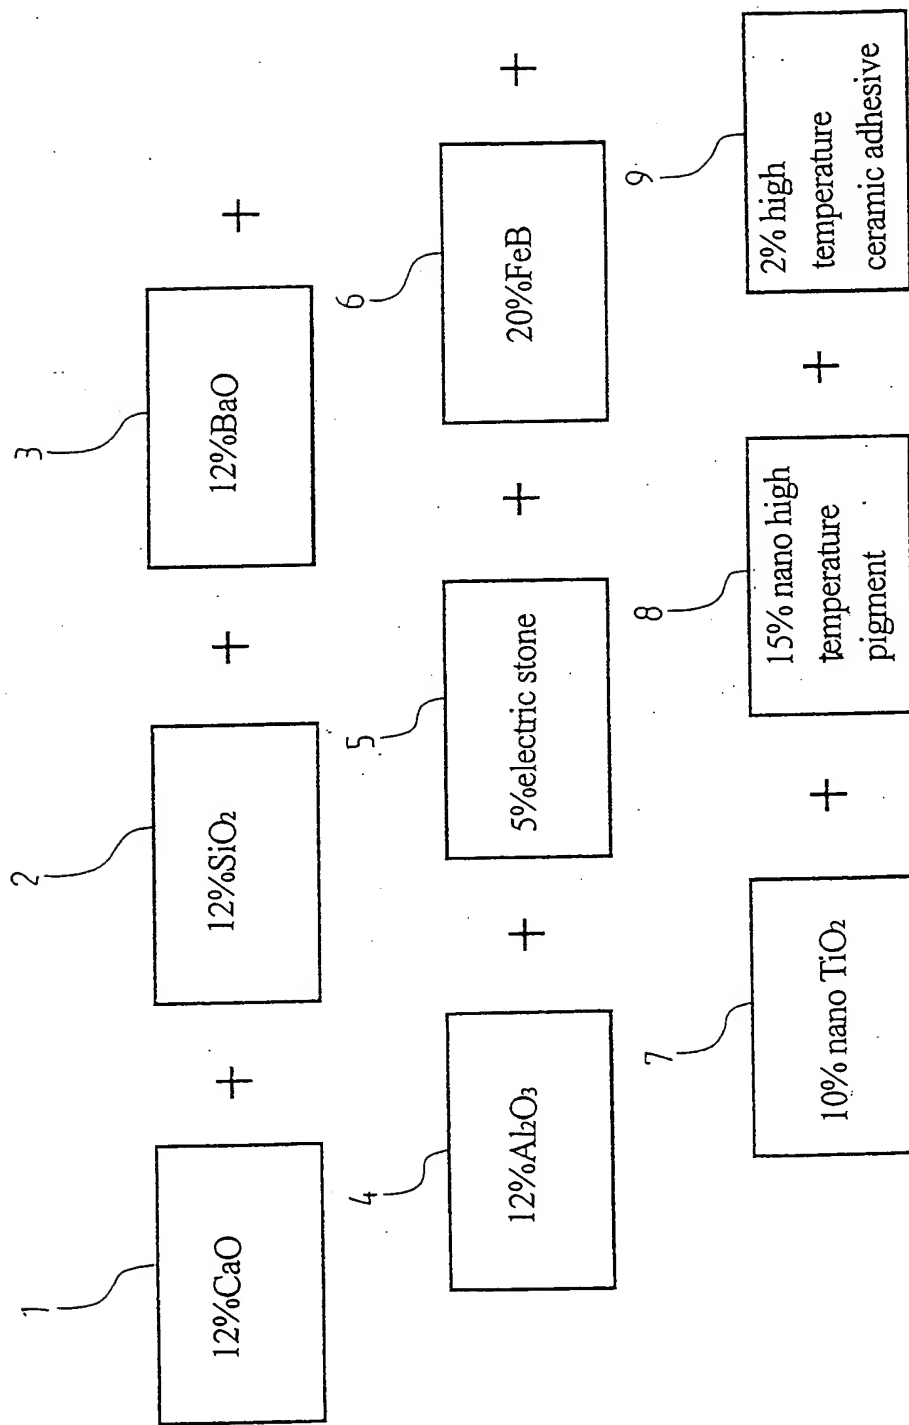 1
2
3
12%CaO
+
12%SiO₂
+
12%BaO
+
4
5
6
12%Al₂O₃
+
5%electric stone
+
20%FeB
+
7
8
9
10% nano TiO₂
+
15% nano high
temperature
pigment
+
2% high
temperature
ceramic adhesive